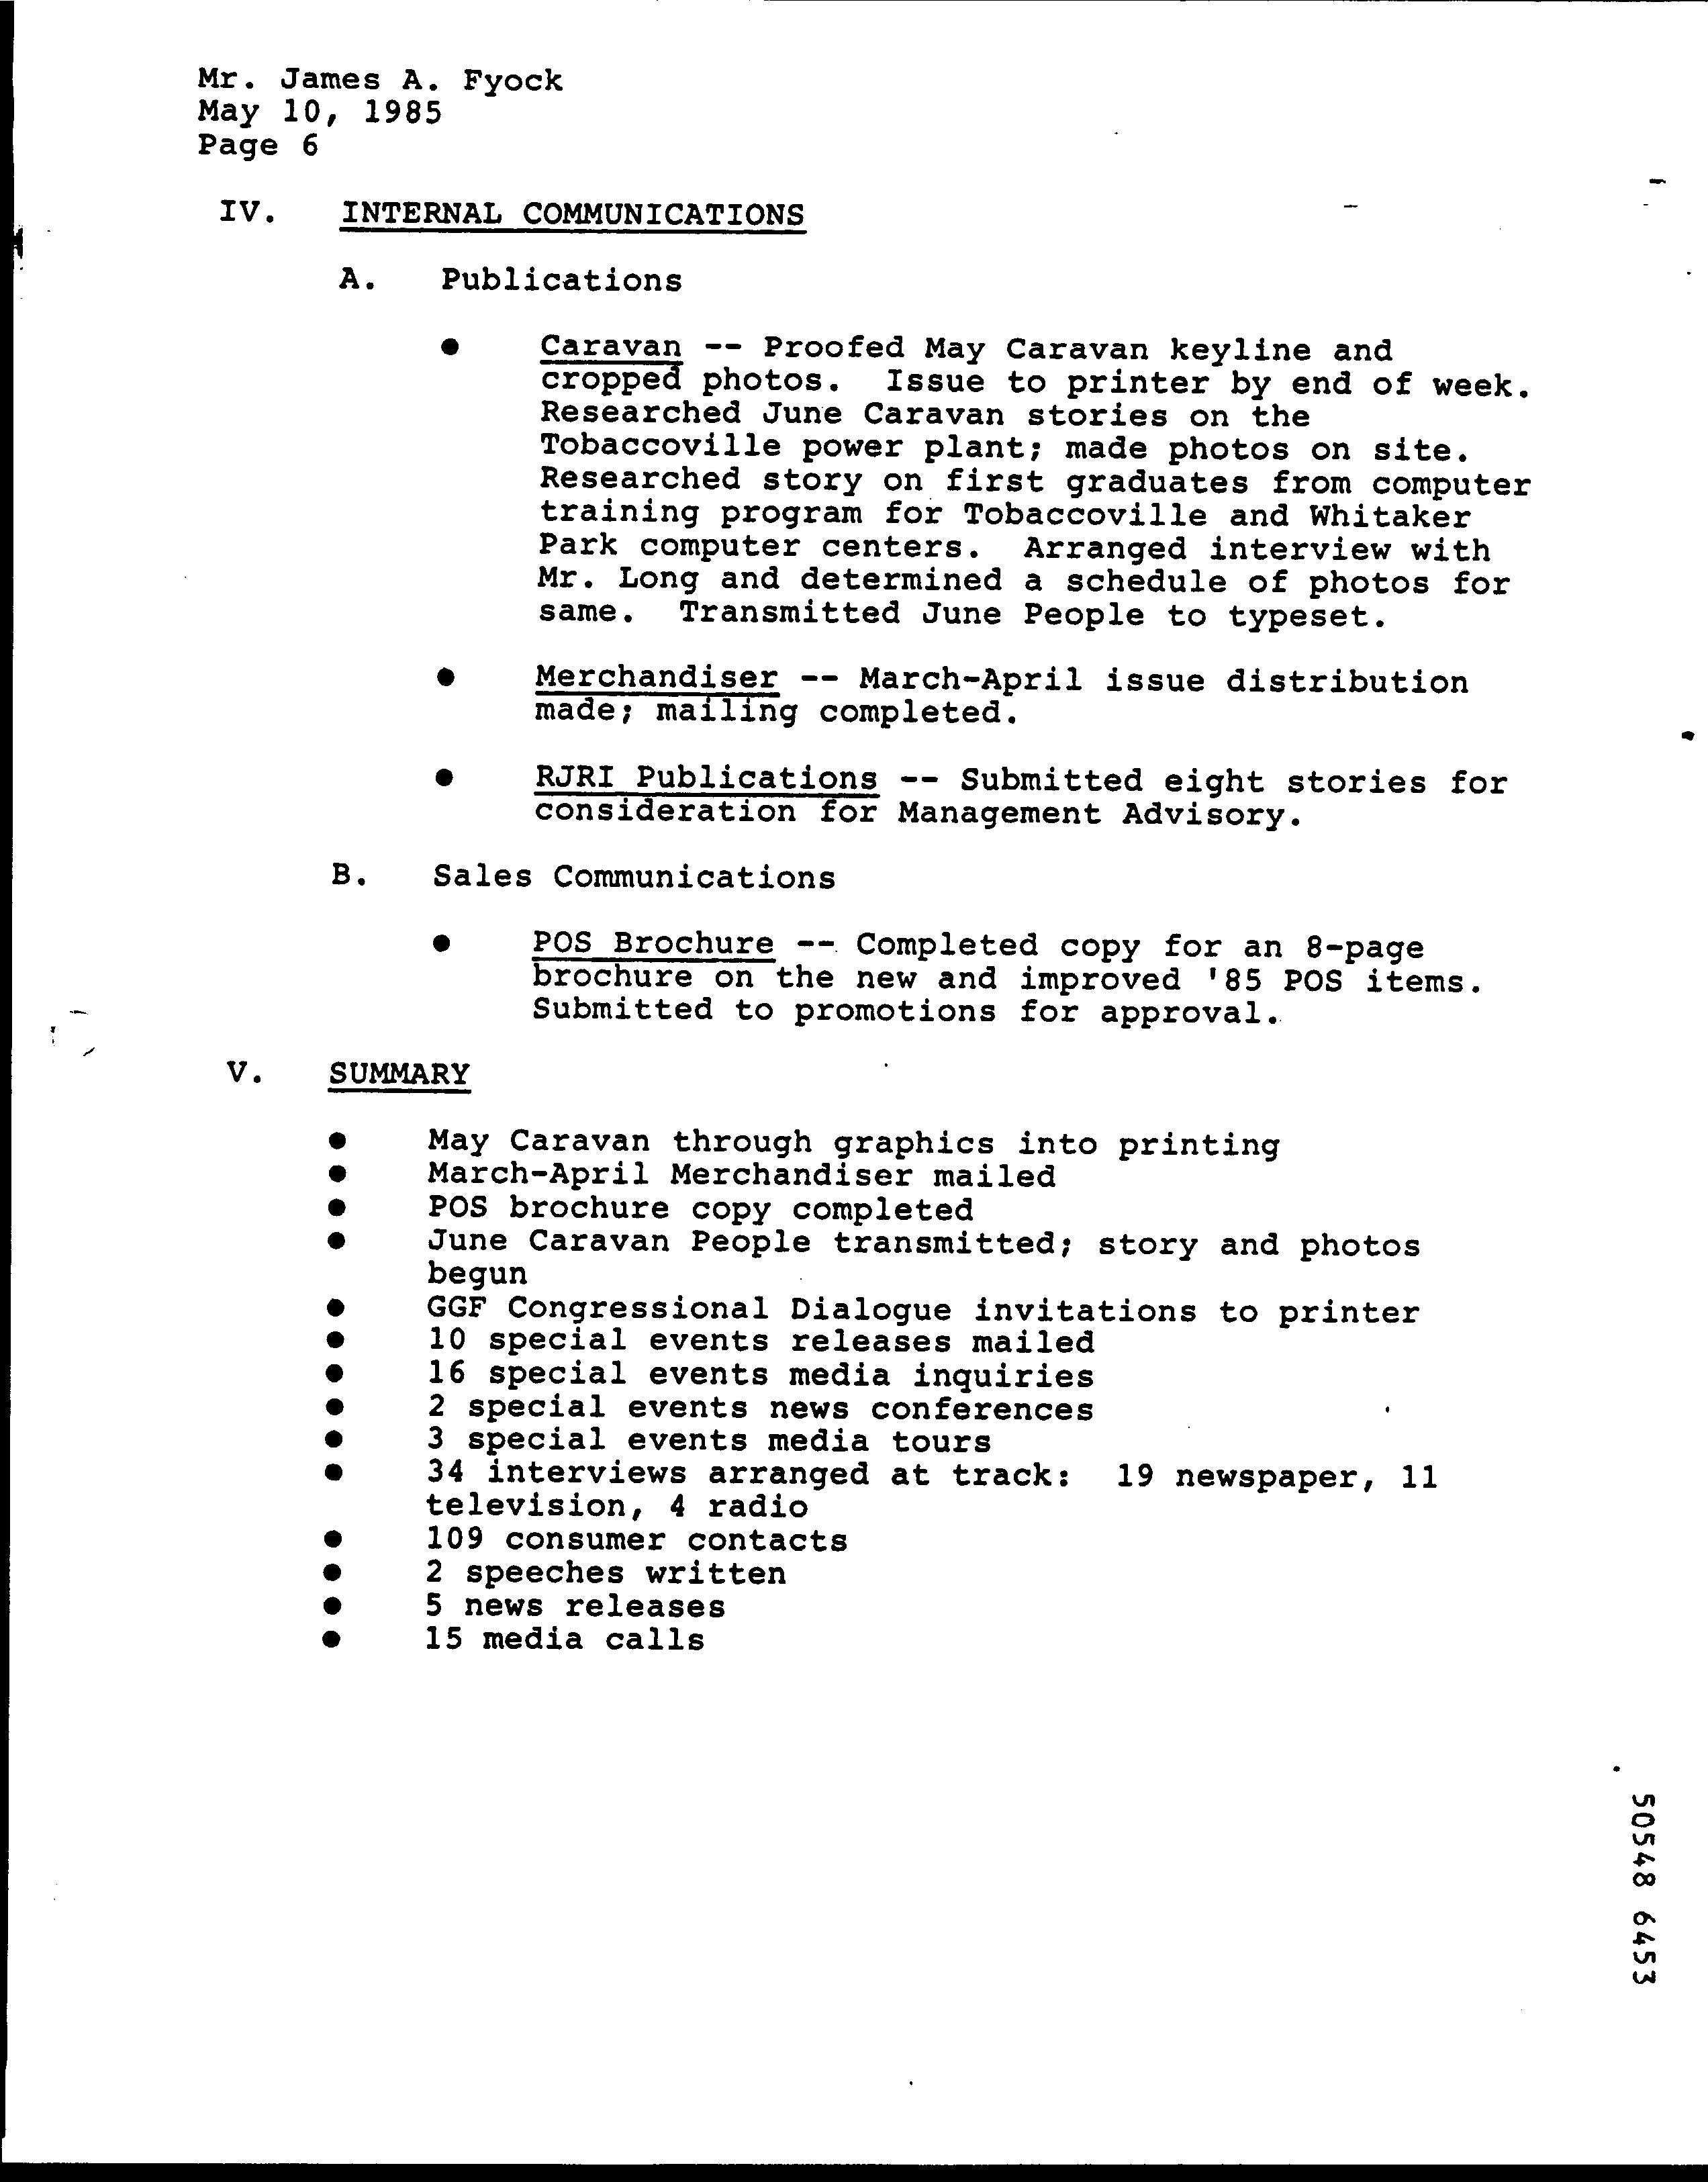 Mr. James A. Fyock
May 10, 1985
Page 6
IV. INTERNAL COMMUNICATIONS
A. Publications
● Caravan -- Proofed May Caravan keyline and
cropped photos. Issue to printer by end of week.
Researched June Caravan stories on the
Tobaccoville power plant; made photos on site.
Researched story on first graduates from computer
training program for Tobaccoville and Whitaker
Park computer centers. Arranged interview with
Mr. Long and determined a schedule of photos for
same. Transmitted June People to typeset.
● Merchandiser -- March-April issue distribution
made; mailing completed.
● RJRI Publications -- Submitted eight stories for
consideration for Management Advisory.
B. Sales Communications
● POS Brochure -- Completed copy for an 8-page
brochure on the new and improved '85 POS items.
Submitted to promotions for approval.
V. SUMMARY
● May Caravan through graphics into printing
● March-April Merchandiser mailed
● POS brochure copy completed
● June Caravan People transmitted; story and photos
begun
● GGF Congressional Dialogue invitations to printer
● 10 special events releases mailed
● 16 special events media inquiries
● 2 special events news conferences
● 3 special events media tours
● 34 interviews arranged at track: 19 newspaper, 11
television, 4 radio
● 109 consumer contacts
● 2 speeches written
● 5 news releases
● 15 media calls
50548 6453